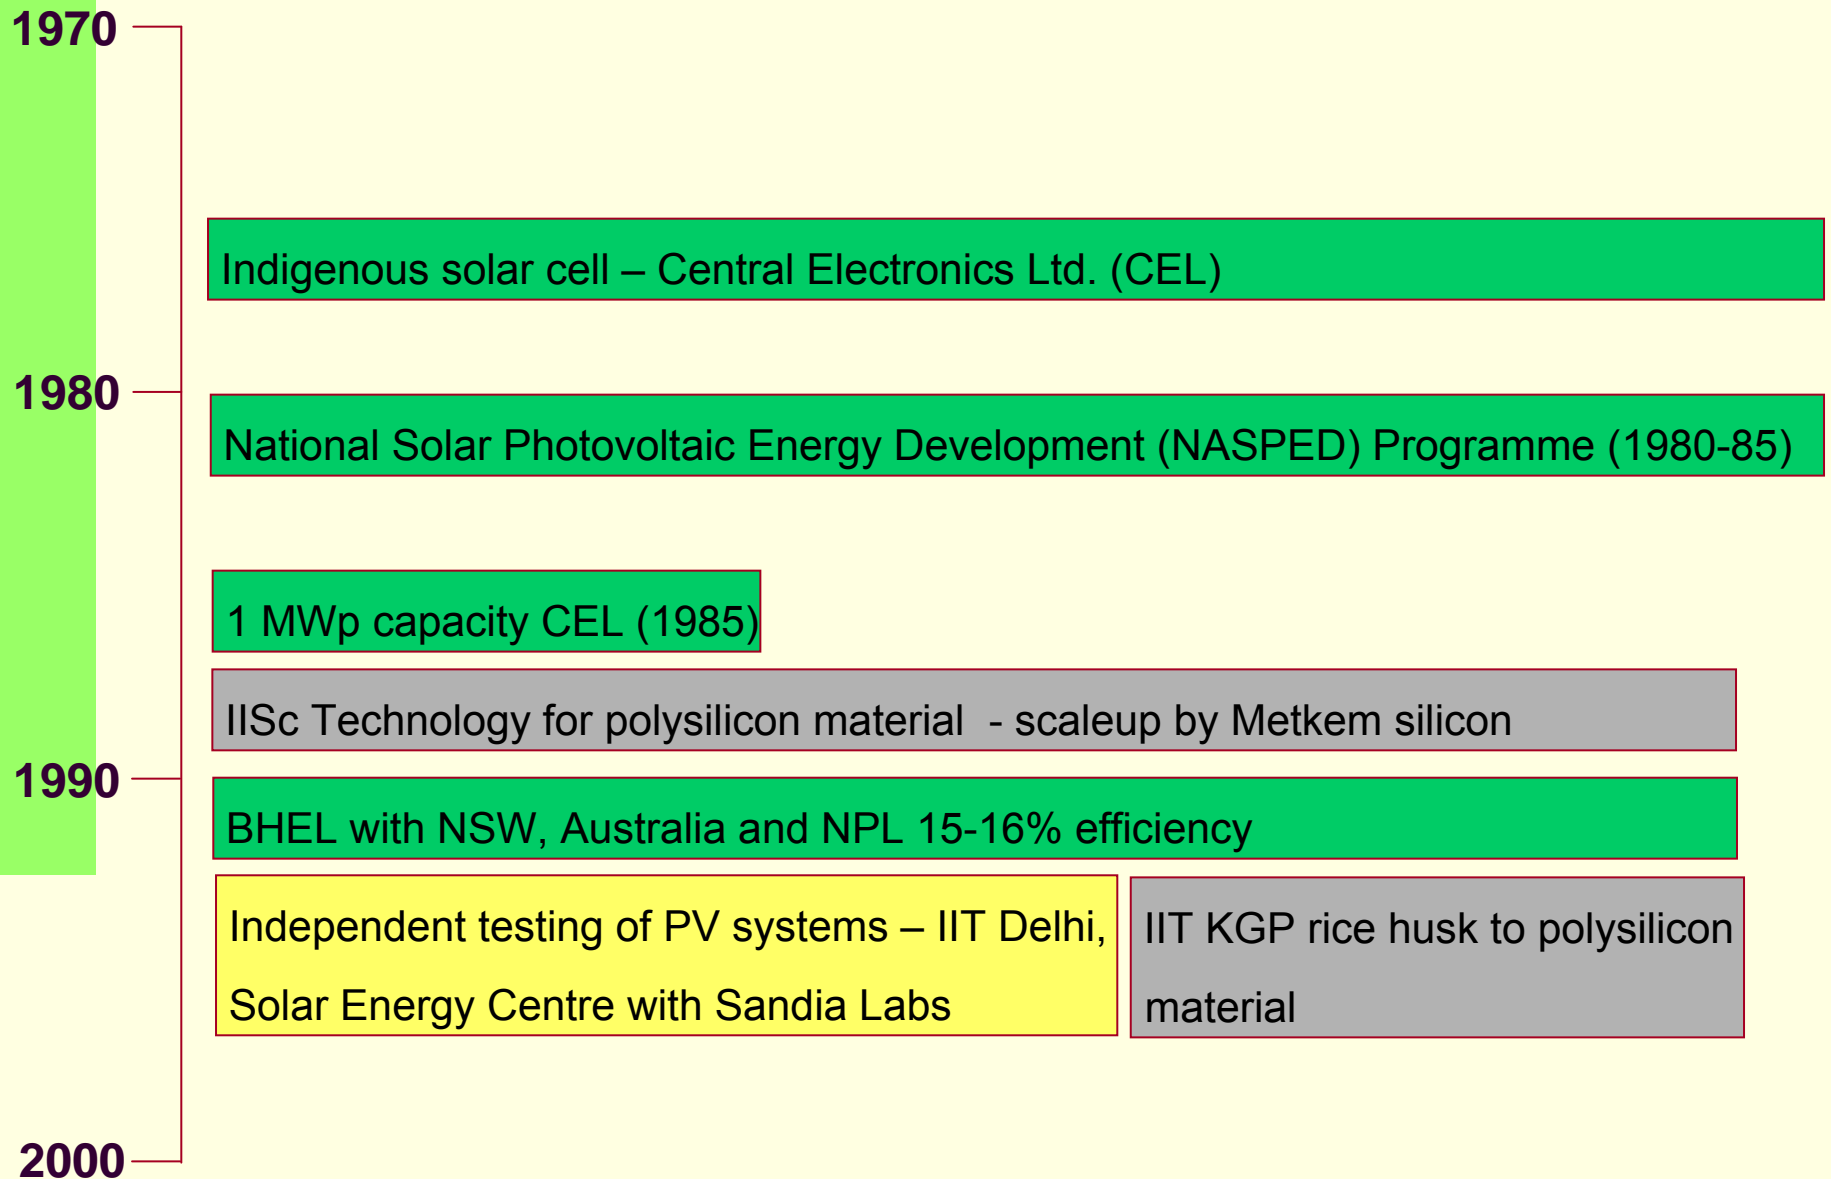 1970
Indigenous solar cell – Central Electronics Ltd. (CEL)
1980
National Solar Photovoltaic Energy Development (NASPED) Programme (1980-85)
1 MWp capacity CEL (1985)
IISc Technology for polysilicon material  - scaleup by Metkem silicon
1990
BHEL with NSW, Australia and NPL 15-16% efficiency
Independent testing of PV systems – IIT Delhi,
Solar Energy Centre with Sandia Labs
IIT KGP rice husk to polysilicon
material
2000